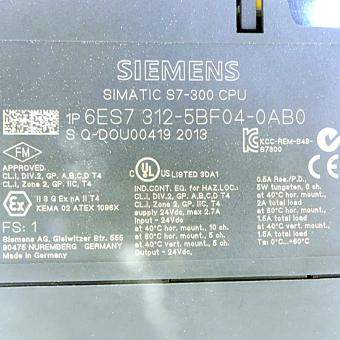 SIEMENS
SIMATIC S7-300 CPU
1P 6ES7 312-5BF04-0AB0
S Q-DOU00419 2013
KCC-REM-S49-
S7300
FM
APPROVED
CL.I, DIV.2, GP. A,B,C,D T4
CL.I, Zone 2, GP. IIC, T4
Ex II 3 G Ex nA II T4
KEMA 02 ATEX 1096X
FS: 1
Siemens AG, Gleiwitzer Str. 555
90475 NUREMBERG GERMANY
Made in Germany
C UL US LISTED 3DA1
IND.CONT. EQ. for HAZ.LOC.
CL.I, DIV.2, GP. A,B,C,D T4
CL.I, Zone 2, GP. IIC, T4
supply 24Vdc, max 2.7A
Input - 24Vdc
at 40°C hor. mount., 10 ch.
at 60°C hor. mount., 5 ch.
at 40°C vert. mount., 5 ch.
Output - 24Vdc,
0.5A Res./P.D.,
5W tungsten, 6 ch.
at 40°C hor. mount.
2A total load
at 60°C hor. mount.
1.5A total load
at 40°C vert. mount.
1.5A total load
Ta: 0°C...+60°C